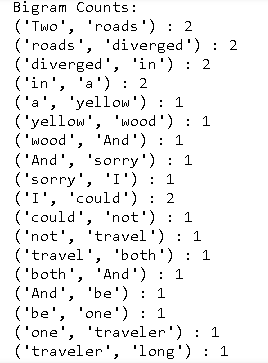 Bigram Counts:
('Two', 'roads') : 2
('roads', 'diverged') : 2
('diverged', 'in') : 2
('in', 'a') : 2
('a', 'yellow') : 1
('yellow', 'wood') : 1
('wood', 'And') : 1
('And', 'sorry') : 1
('sorry', 'I') : 1
('I', 'could') : 2
('could', 'not') : 1
('not', 'travel') : 1
('travel', 'both') : 1
('both', 'And') : 1
('And', 'be') : 1
('be', 'one') : 1
('one', 'traveler') : 1
('traveler', 'long') : 1